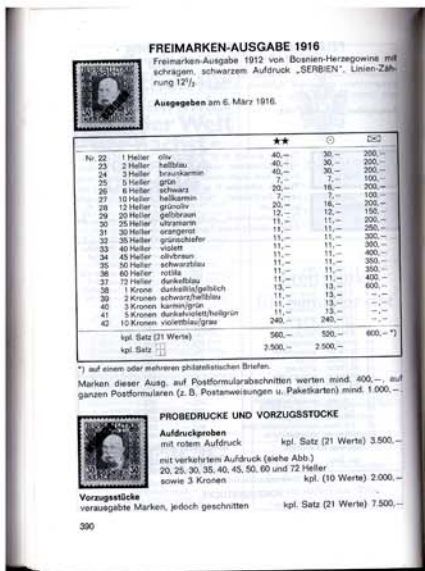 FREIMARKEN-AUSGABE 1916
Freimarken-Ausgabe 1912 von Bosnien-Herzegowina mit
schrägem, schwarzem Aufdruck „SERBIEN“, Linien-Zäh-
nung 12½.
Ausgegeben am 6. März 1916.
★★ ⊙ ✉
Nr. 22 1 Heller oliv 40,— 30,— 200,—
23 2 Heller hellblau 40,— 30,— 200,—
24 3 Heller braunkarmin 40,— 30,— 200,—
25 5 Heller grün 7,— 7,— 100,—
26 6 Heller schwarz 20,— 16,— 200,—
27 10 Heller hellkarmin 7,— 7,— 100,—
28 12 Heller grünoliv 20,— 16,— 200,—
29 20 Heller gelbbraun 12,— 12,— 150,—
30 25 Heller ultramarin 11,— 11,— 200,—
31 30 Heller orangerot 11,— 11,— 250,—
32 35 Heller grünschiefer 11,— 11,— 300,—
33 40 Heller violett 11,— 11,— 300,—
34 45 Heller olivbraun 11,— 11,— 400,—
35 50 Heller schwarzblau 11,— 11,— 350,—
36 60 Heller rotlila 11,— 11,— 350,—
37 72 Heller dunkelblau 11,— 11,— 400,—
38 1 Krone dunkellila/gelblich 13,— 13,— 600,—
39 2 Kronen schwarz/hellblau 11,— 13,— —,—
40 3 Kronen karmin/grün 11,— 13,— —,—
41 5 Kronen dunkelviolett/hellgrün 11,— 13,— —,—
42 10 Kronen violettblau/grau 240,— 240,— —,—
kpl. Satz (21 Werte) 560,— 520,— 600,—*)
kpl. Satz 2.500,— 2.500,—
*) auf einem oder mehreren philatelistischen Briefen.
Marken dieser Ausg. auf Postformularabschnitten werten mind. 400,—, auf
ganzen Postformularen (z. B. Postanweisungen u. Paketkarten) mind. 1.000,—.
PROBEDRUCKE UND VORZUGSSTÜCKE
Aufdruckproben
mit rotem Aufdruck kpl. Satz (21 Werte) 3.500,—
mit verkehrtem Aufdruck (siehe Abb.)
20, 25, 30, 35, 40, 45, 50, 60 und 72 Heller
sowie 3 Kronen kpl. (10 Werte) 2.000,—
Vorzugsstücke
verausgabte Marken, jedoch geschnitten kpl. Satz (21 Werte) 7.500,—
390